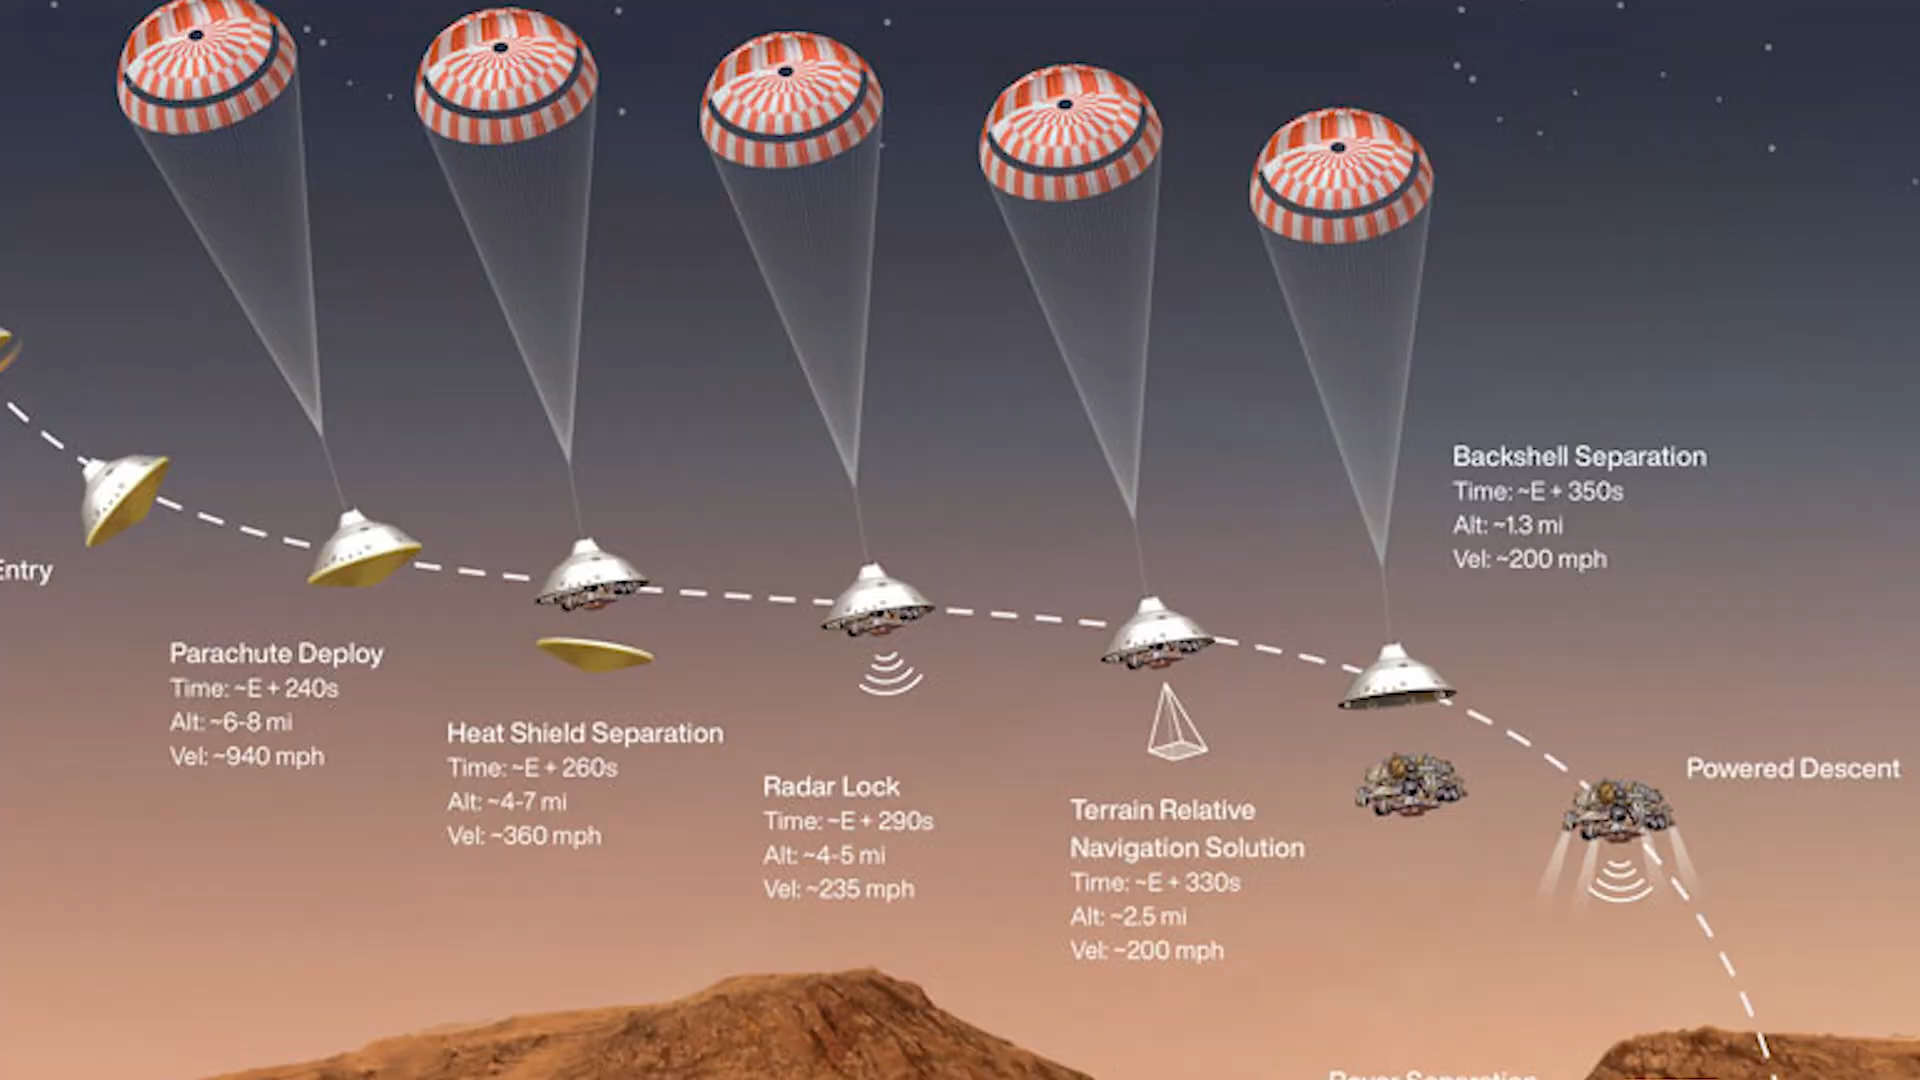 Entry
Parachute Deploy
Time: ~E + 240s
Alt: ~6-8 mi
Vel: ~940 mph
Heat Shield Separation
Time: ~E + 260s
Alt: ~4-7 mi
Vel: ~360 mph
Radar Lock
Time: ~E + 290s
Alt: ~4-5 mi
Vel: ~235 mph
Terrain Relative
Navigation Solution
Time: ~E + 330s
Alt: ~2.5 mi
Vel: ~200 mph
Backshell Separation
Time: ~E + 350s
Alt: ~1.3 mi
Vel: ~200 mph
Powered Descent
Rover Separation